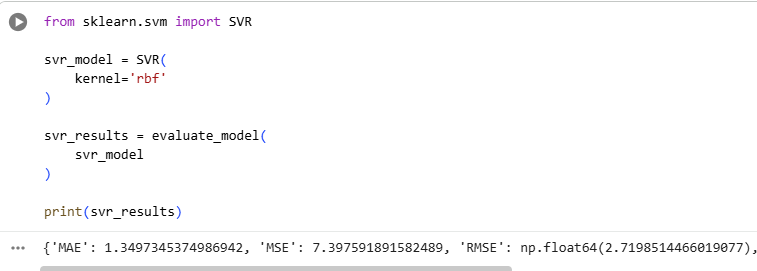 from sklearn.svm import SVR
svr_model = SVR(
    kernel='rbf'
)
svr_results = evaluate_model(
    svr_model
)
print(svr_results)
{'MAE': 1.3497345374986942, 'MSE': 7.397591891582489, 'RMSE': np.float64(2.7198514466019077),